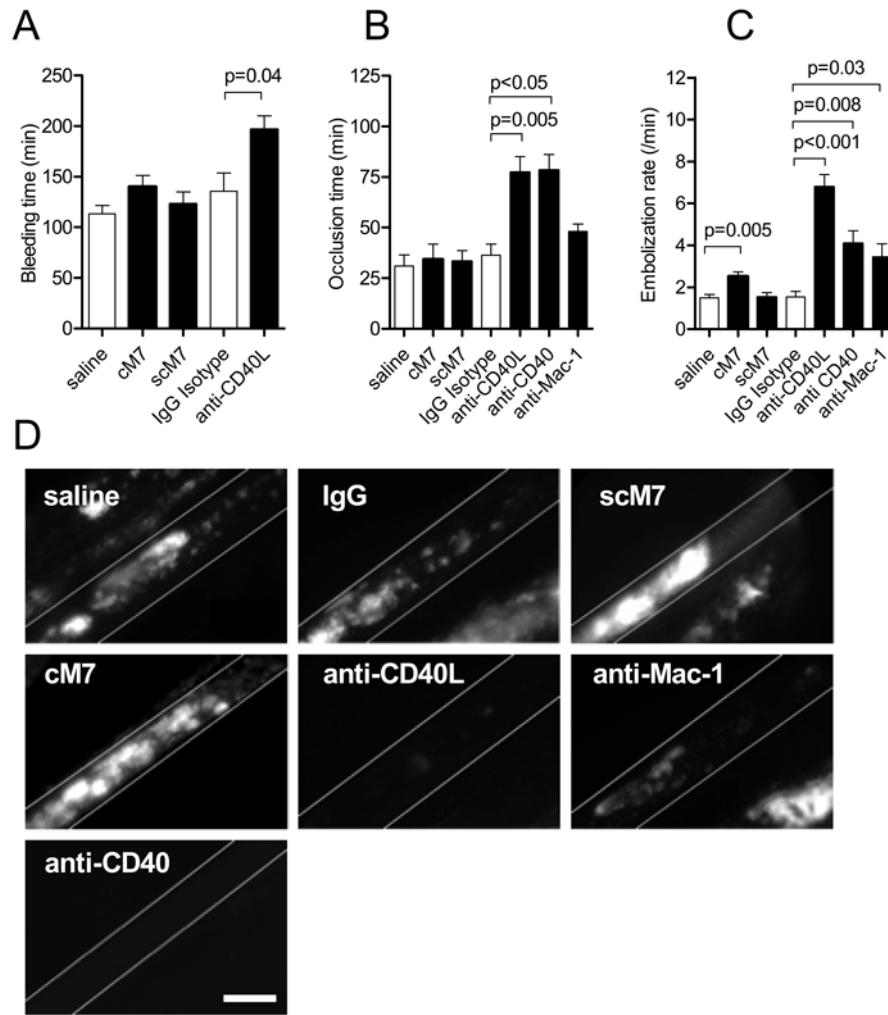 A
B
C
Bleeding time (min)
250
200
150
100
50
0
p=0.04
saline
cM7
scM7
IgG Isotype
anti-CD40L
Occlusion time (min)
125
100
75
50
25
0
p<0.05
p=0.005
saline
cM7
scM7
IgG Isotype
anti-CD40L
anti-CD40
anti-Mac-1
Embolization rate (/min)
12
10
8
6
4
2
0
p=0.03
p=0.008
p<0.001
p=0.005
saline
cM7
scM7
IgG Isotype
anti-CD40L
anti CD40
anti-Mac-1
D
saline
IgG
scM7
cM7
anti-CD40L
anti-Mac-1
anti-CD40